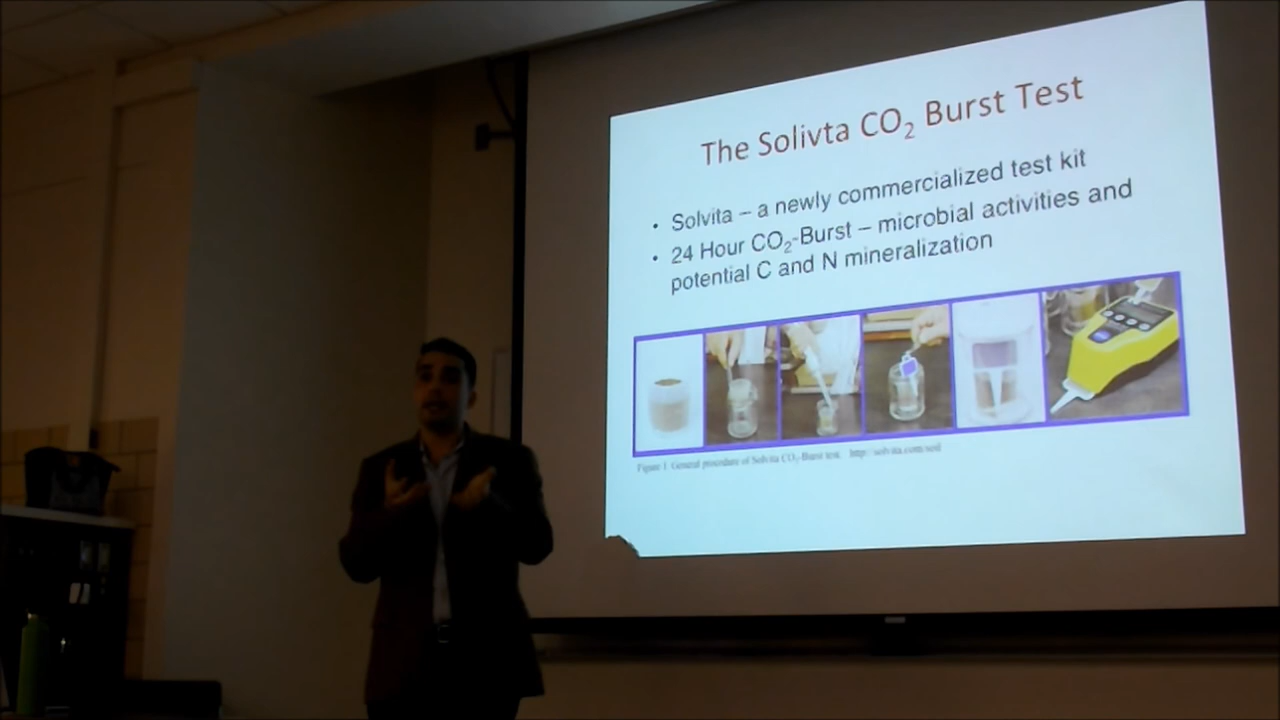 The Solivta CO₂ Burst Test
• Solvita – a newly commercialized test kit
• 24 Hour CO₂-Burst – microbial activities and
potential C and N mineralization
Figure 1. General procedure of Solvita CO₂-Burst test. http://solvita.com/soil